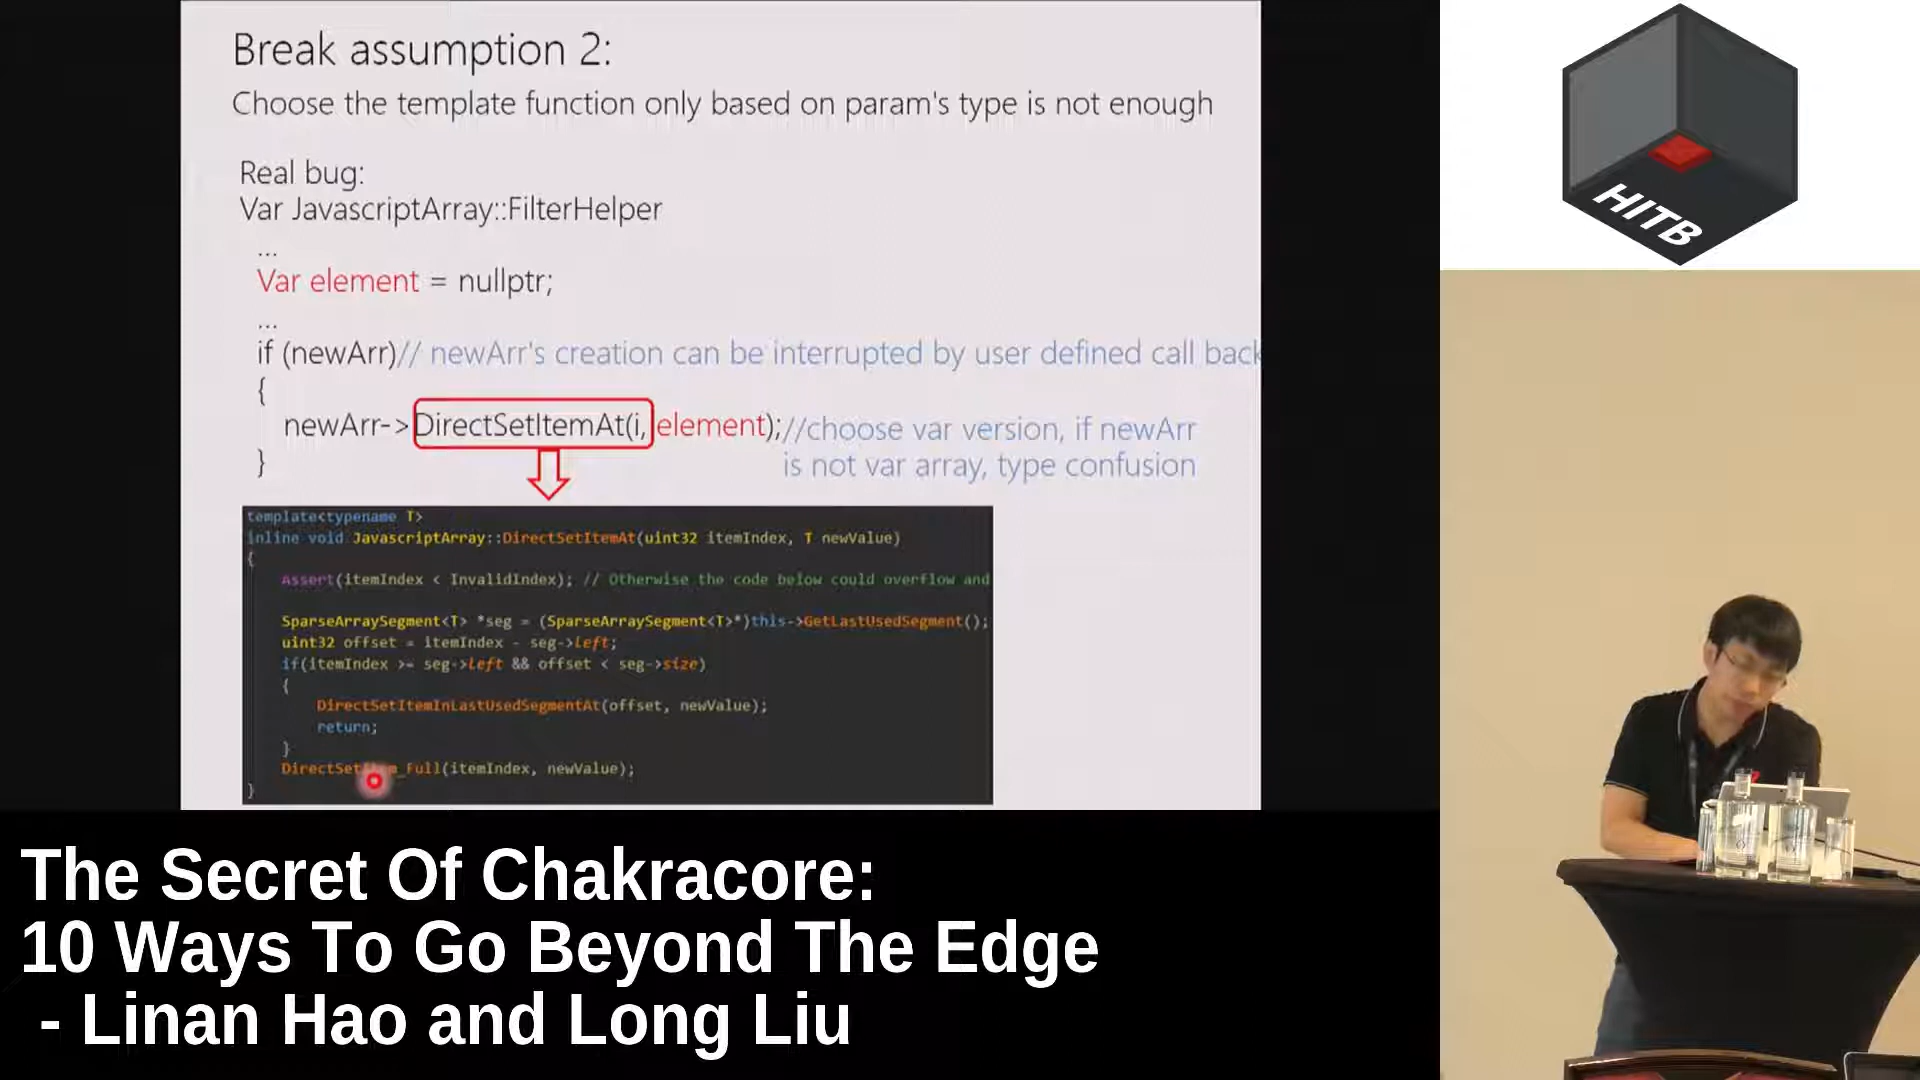 Break assumption 2:
Choose the template function only based on param's type is not enough
Real bug:
Var JavascriptArray::FilterHelper
...
Var element = nullptr;
...
if (newArr)// newArr's creation can be interrupted by user defined call back
{
newArr->DirectSetItemAt(i, element);//choose var version, if newArr
is not var array, type confusion
}
template<typename T>
inline void JavascriptArray::DirectSetItemAt(uint32 itemIndex, T newValue)
{
Assert(itemIndex < InvalidIndex); // Otherwise the code below could overflow and
SparseArraySegment<T> *seg = (SparseArraySegment<T>*)this->GetLastUsedSegment();
uint32 offset = itemIndex - seg->left;
if(itemIndex >= seg->left && offset < seg->size)
{
DirectSetItemInLastUsedSegmentAt(offset, newValue);
return;
}
DirectSetItem_Full(itemIndex, newValue);
}
HITB
The Secret Of Chakracore:
10 Ways To Go Beyond The Edge
- Linan Hao and Long Liu